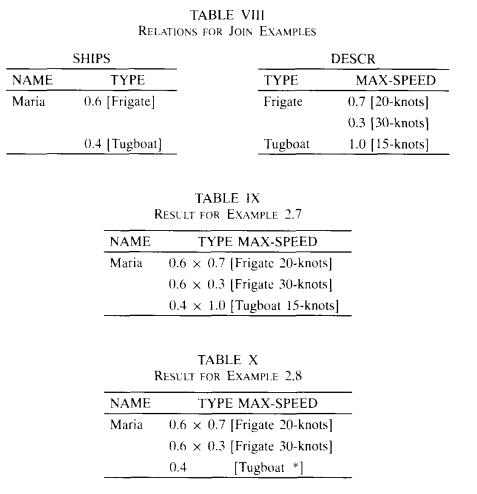 TABLE VIII
RELATIONS FOR JOIN EXAMPLES
SHIPS
NAME TYPE
Maria 0.6 [Frigate]
0.4 [Tugboat]
DESCR
TYPE MAX-SPEED
Frigate 0.7 [20-knots]
0.3 [30-knots]
Tugboat 1.0 [15-knots]
TABLE IX
RESULT FOR EXAMPLE 2.7
NAME TYPE MAX-SPEED
Maria 0.6 × 0.7 [Frigate 20-knots]
0.6 × 0.3 [Frigate 30-knots]
0.4 × 1.0 [Tugboat 15-knots]
TABLE X
RESULT FOR EXAMPLE 2.8
NAME TYPE MAX-SPEED
Maria 0.6 × 0.7 [Frigate 20-knots]
0.6 × 0.3 [Frigate 30-knots]
0.4 [Tugboat *]